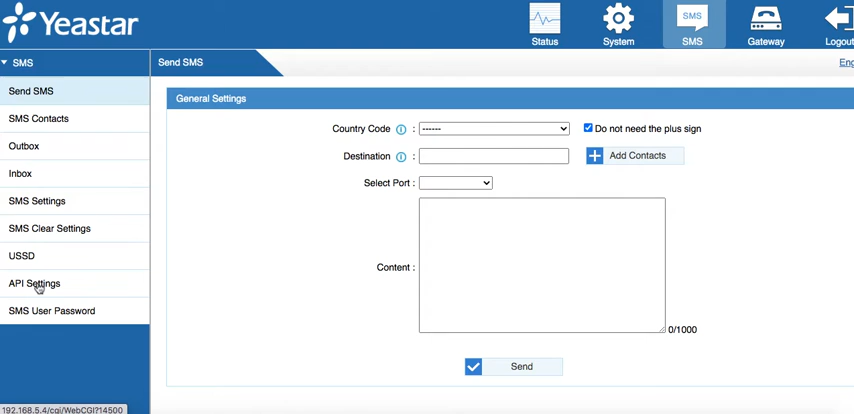 Yeastar
Status
System
SMS
SMS
Gateway
Logout
SMS
Send SMS
Eng
Send SMS
SMS Contacts
Outbox
Inbox
SMS Settings
SMS Clear Settings
USSD
API Settings
SMS User Password
General Settings
Country Code i : ------ Do not need the plus sign
Destination i : Add Contacts
Select Port :
Content :
0/1000
Send
192.168.5.4/cgi/WebCGI?14500